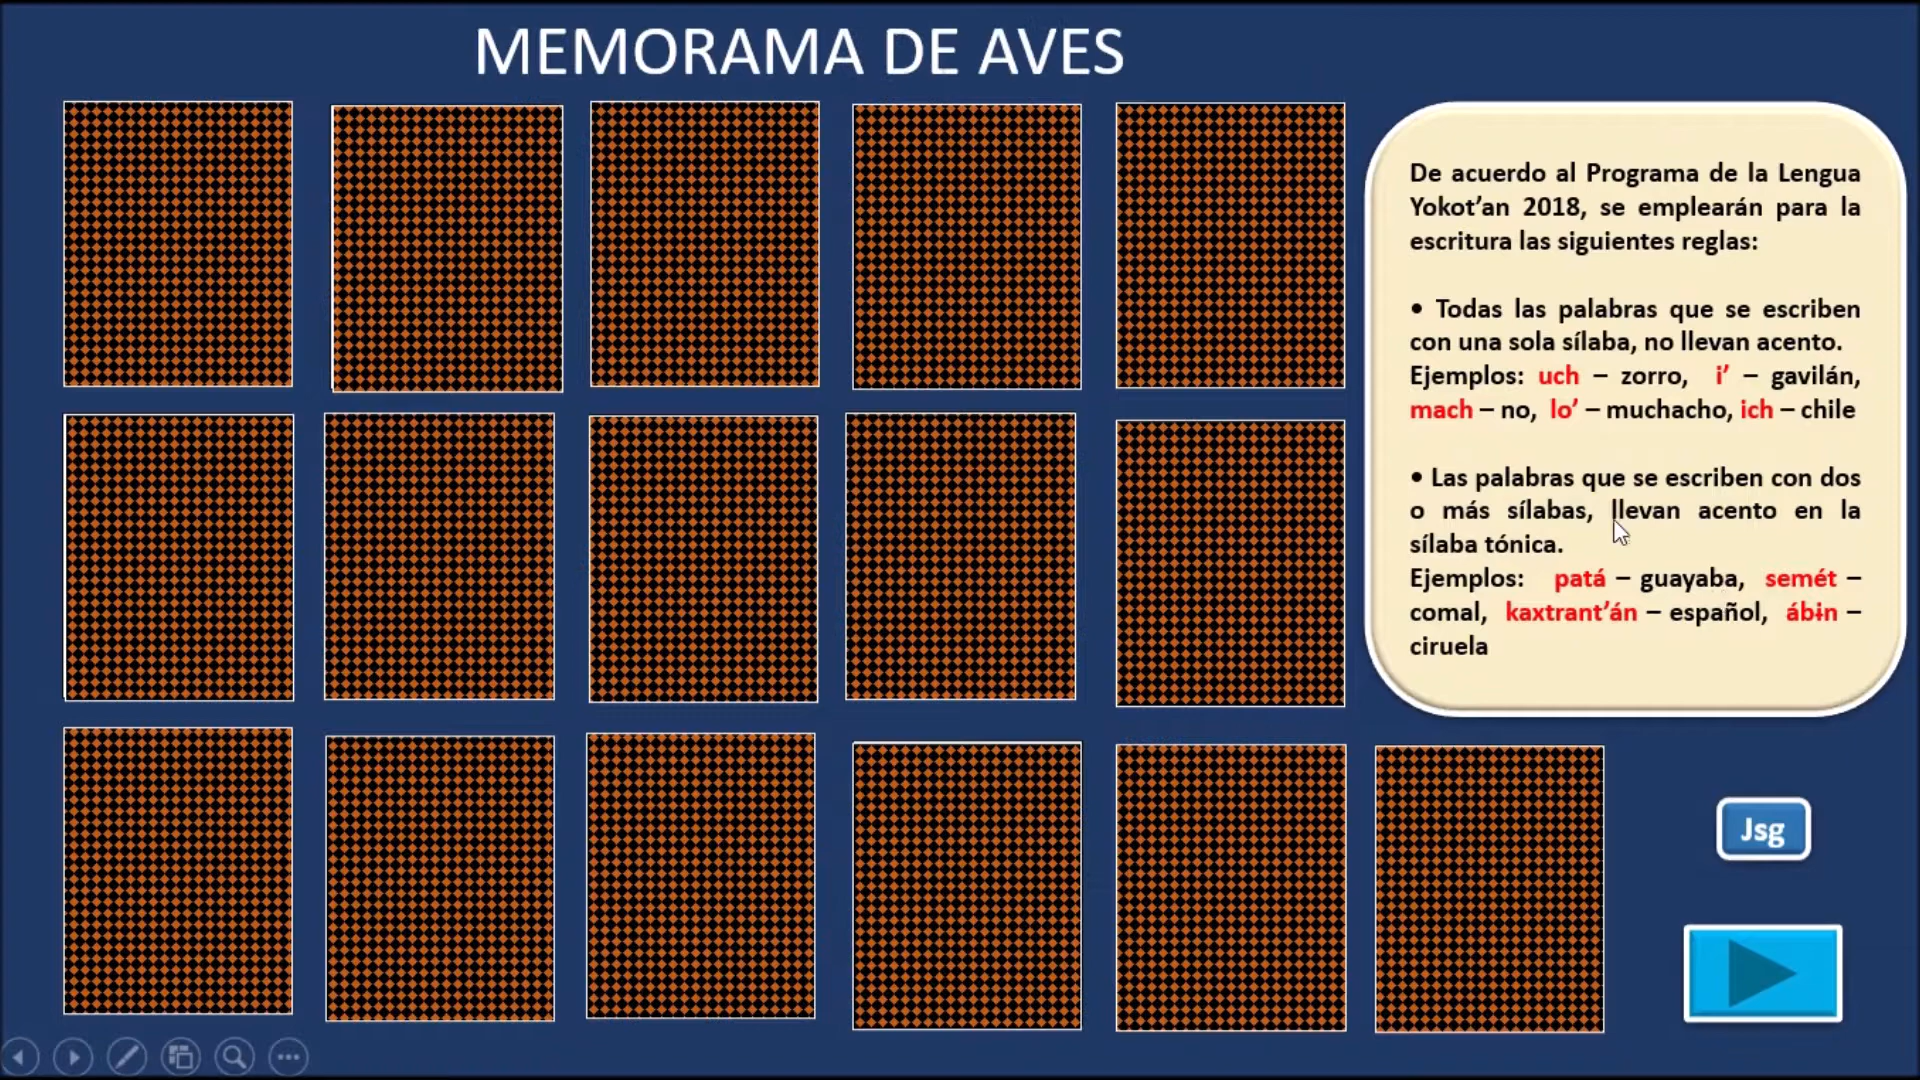 MEMORAMA DE AVES
De acuerdo al Programa de la Lengua
Yokot’an 2018, se emplearán para la
escritura las siguientes reglas:
• Todas las palabras que se escriben
con una sola sílaba, no llevan acento.
Ejemplos: uch – zorro, i’ – gavilán,
mach – no, lo’ – muchacho, ich – chile
• Las palabras que se escriben con dos
o más sílabas, llevan acento en la
sílaba tónica.
Ejemplos: patá – guayaba, semét –
comal, kaxtrant’án – español, ábɨn –
ciruela
Jsg